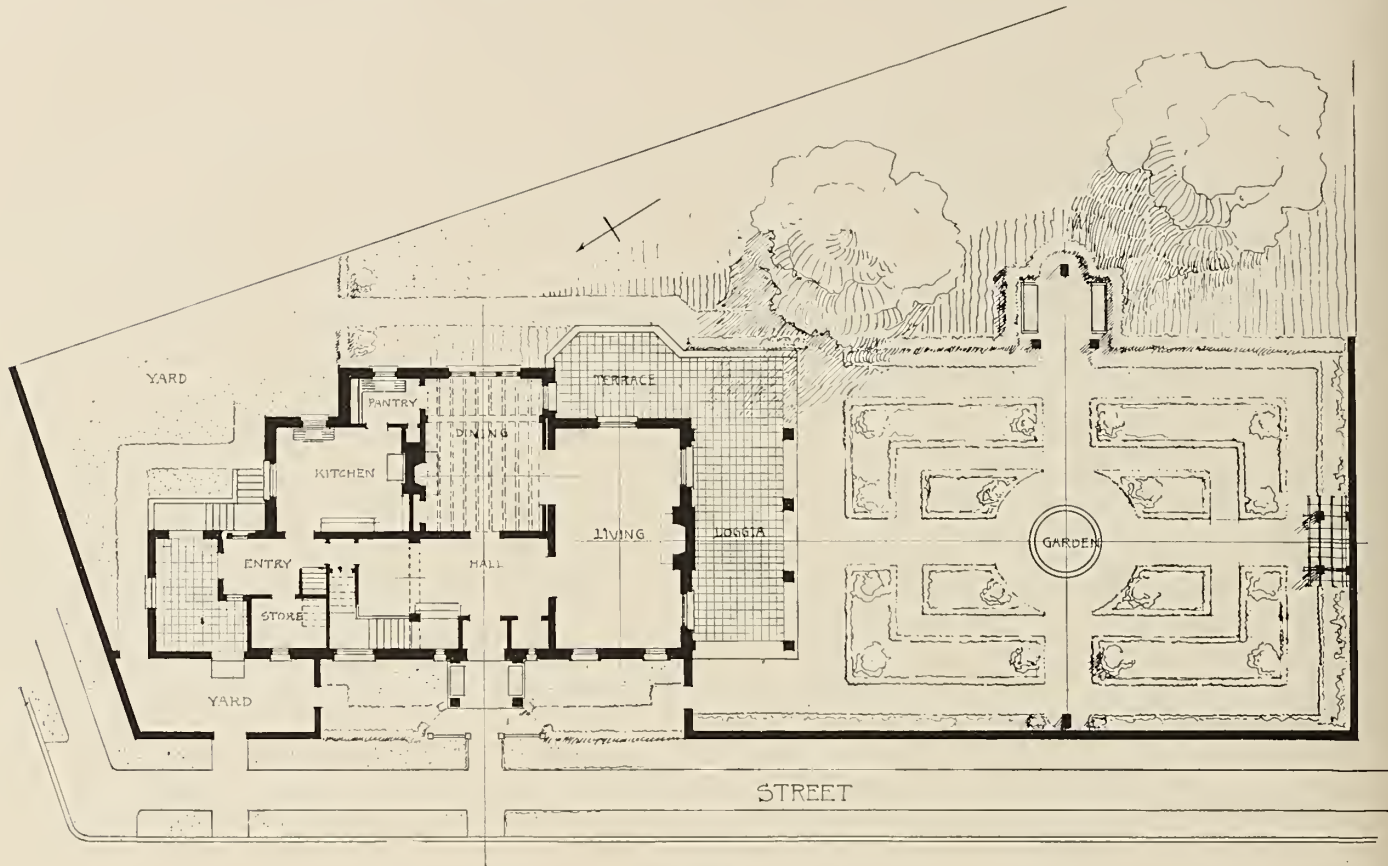 YARD
TERRACE
PANTRY
DINING
KITCHEN
LIVING
LOGGIA
GARDEN
ENTRY
HALL
STORE
YARD
STREET